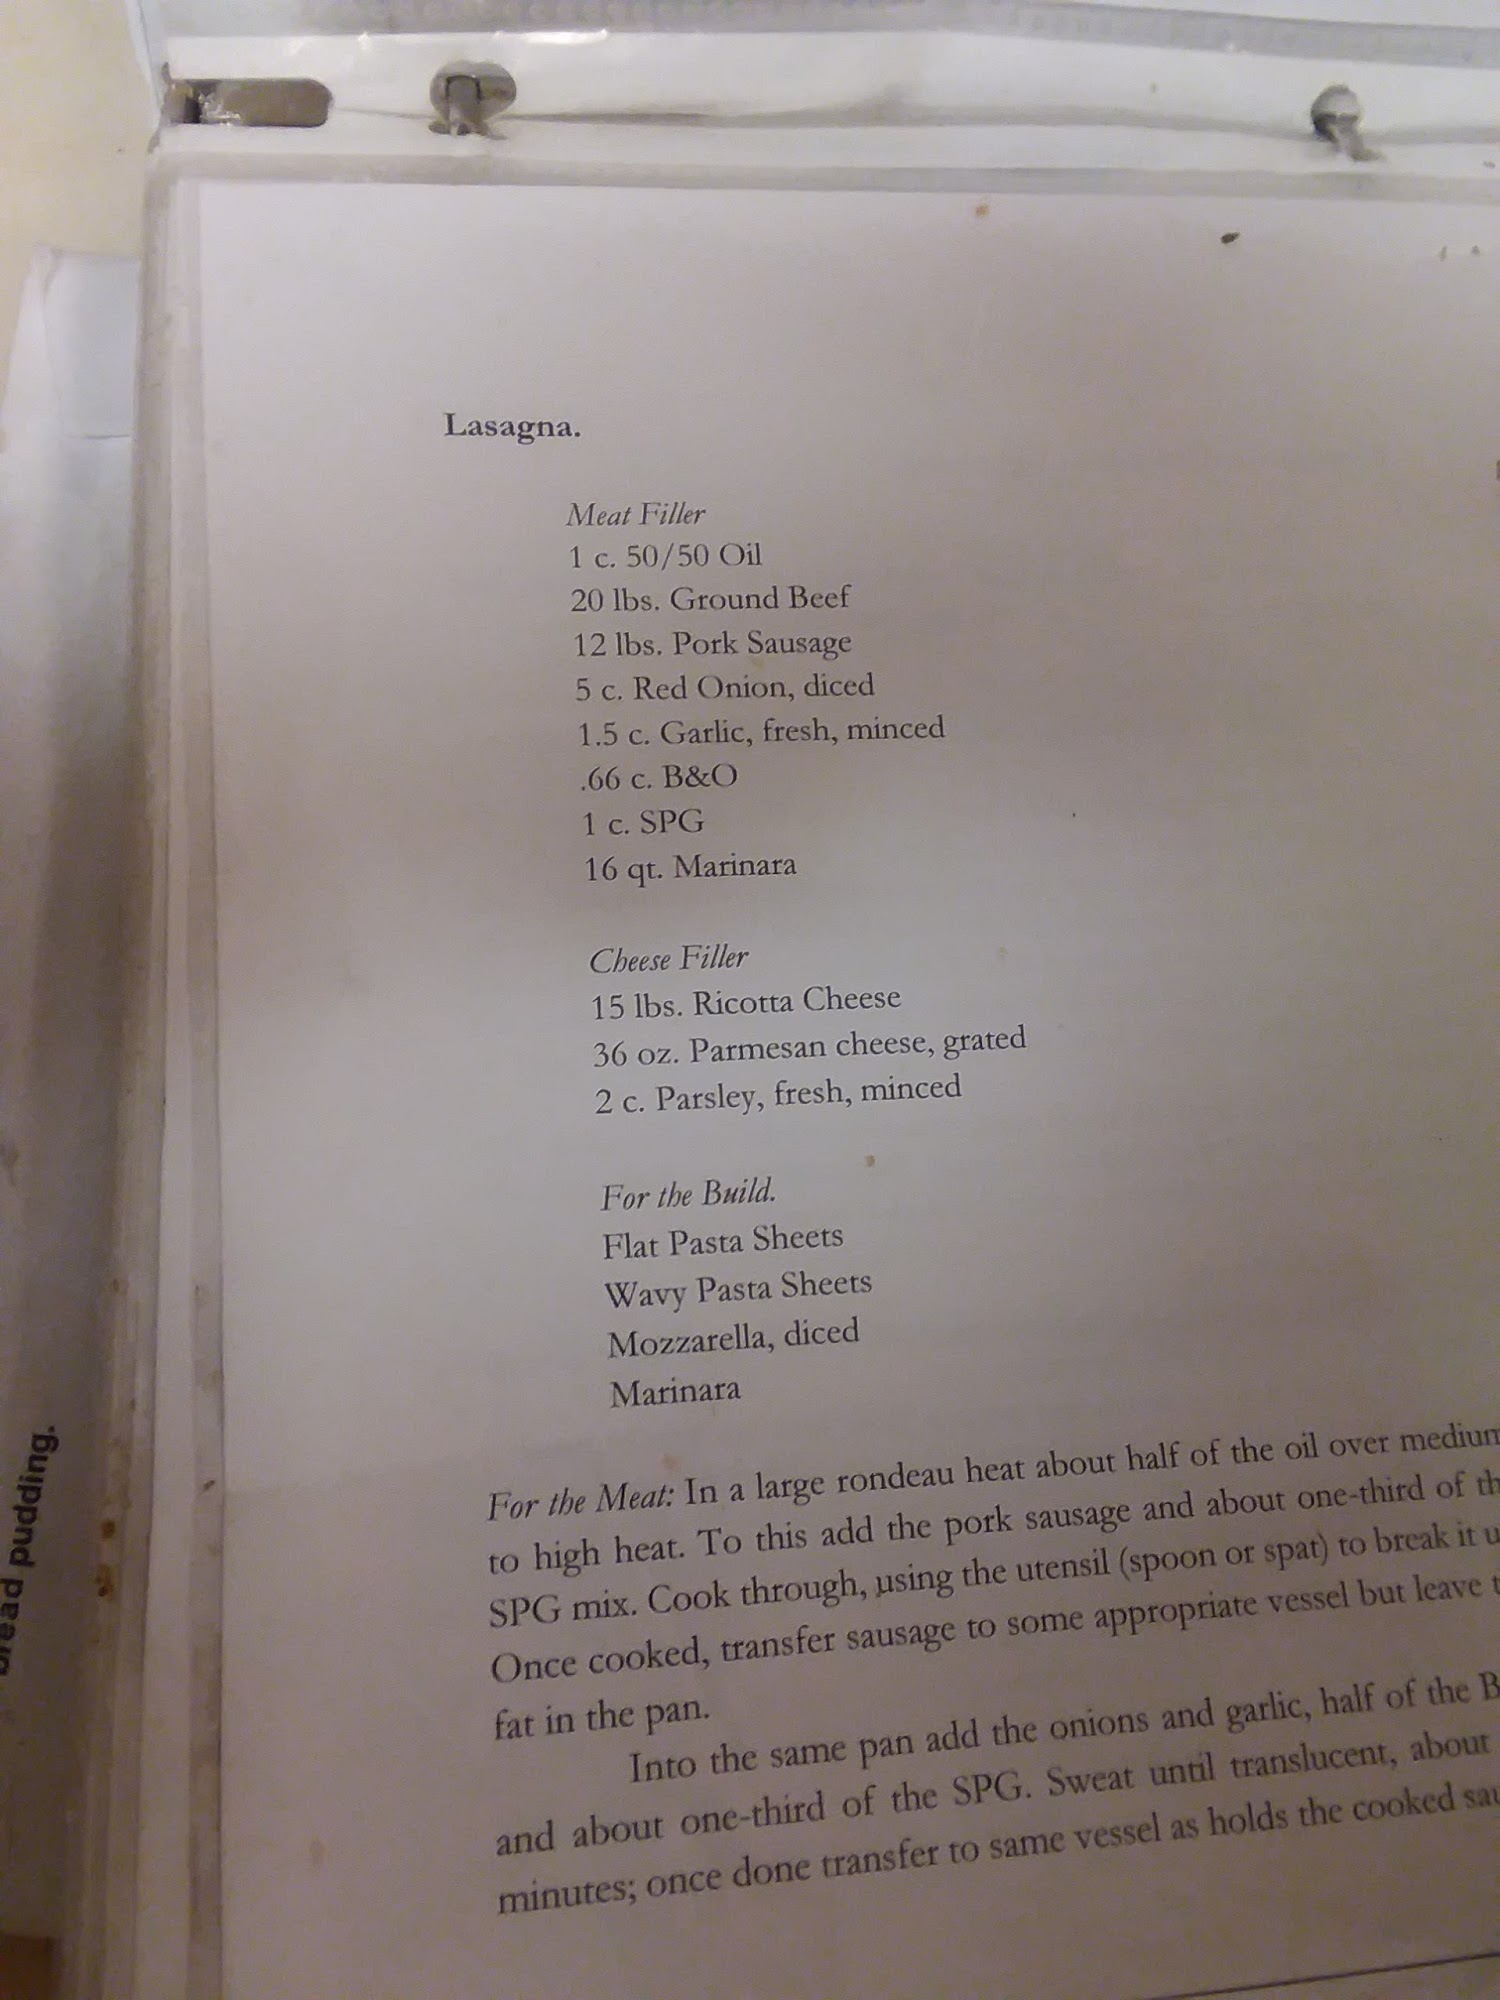 Lasagna.
Meat Filler
1 c. 50/50 Oil
20 lbs. Ground Beef
12 lbs. Pork Sausage
5 c. Red Onion, diced
1.5 c. Garlic, fresh, minced
.66 c. B&O
1 c. SPG
16 qt. Marinara
Cheese Filler
15 lbs. Ricotta Cheese
36 oz. Parmesan cheese, grated
2 c. Parsley, fresh, minced
For the Build.
Flat Pasta Sheets
Wavy Pasta Sheets
Mozzarella, diced
Marinara
For the Meat: In a large rondeau heat about half of the oil over medium
to high heat. To this add the pork sausage and about one-third of
SPG mix. Cook through, using the utensil (spoon or spat) to break it
Once cooked, transfer sausage to some appropriate vessel but leave
fat in the pan.
Into the same pan add the onions and garlic, half of the
and about one-third of the SPG. Sweat until translucent, about
minutes; once done transfer to same vessel as holds the cooked
bread pudding.